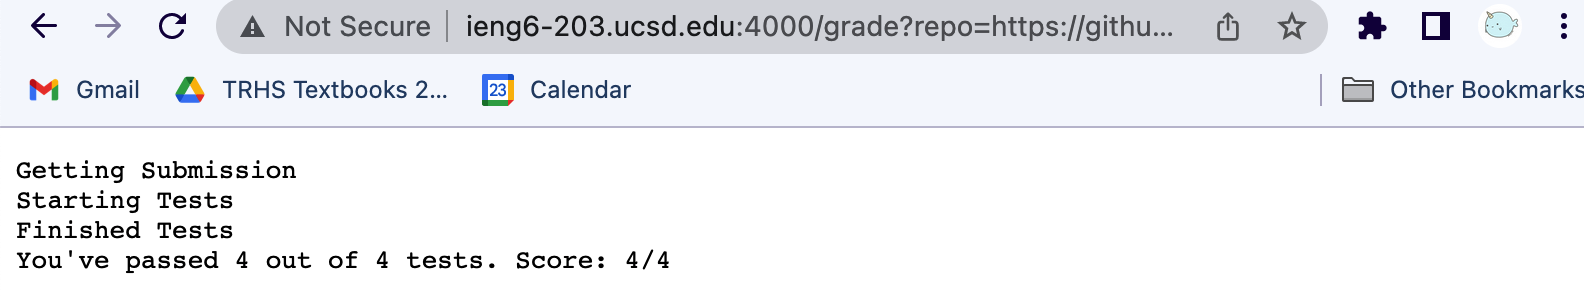 Not Secure ieng6-203.ucsd.edu:4000/grade?repo=https://githu...
Gmail TRHS Textbooks 2... 23 Calendar Other Bookmarks
Getting Submission
Starting Tests
Finished Tests
You've passed 4 out of 4 tests. Score: 4/4